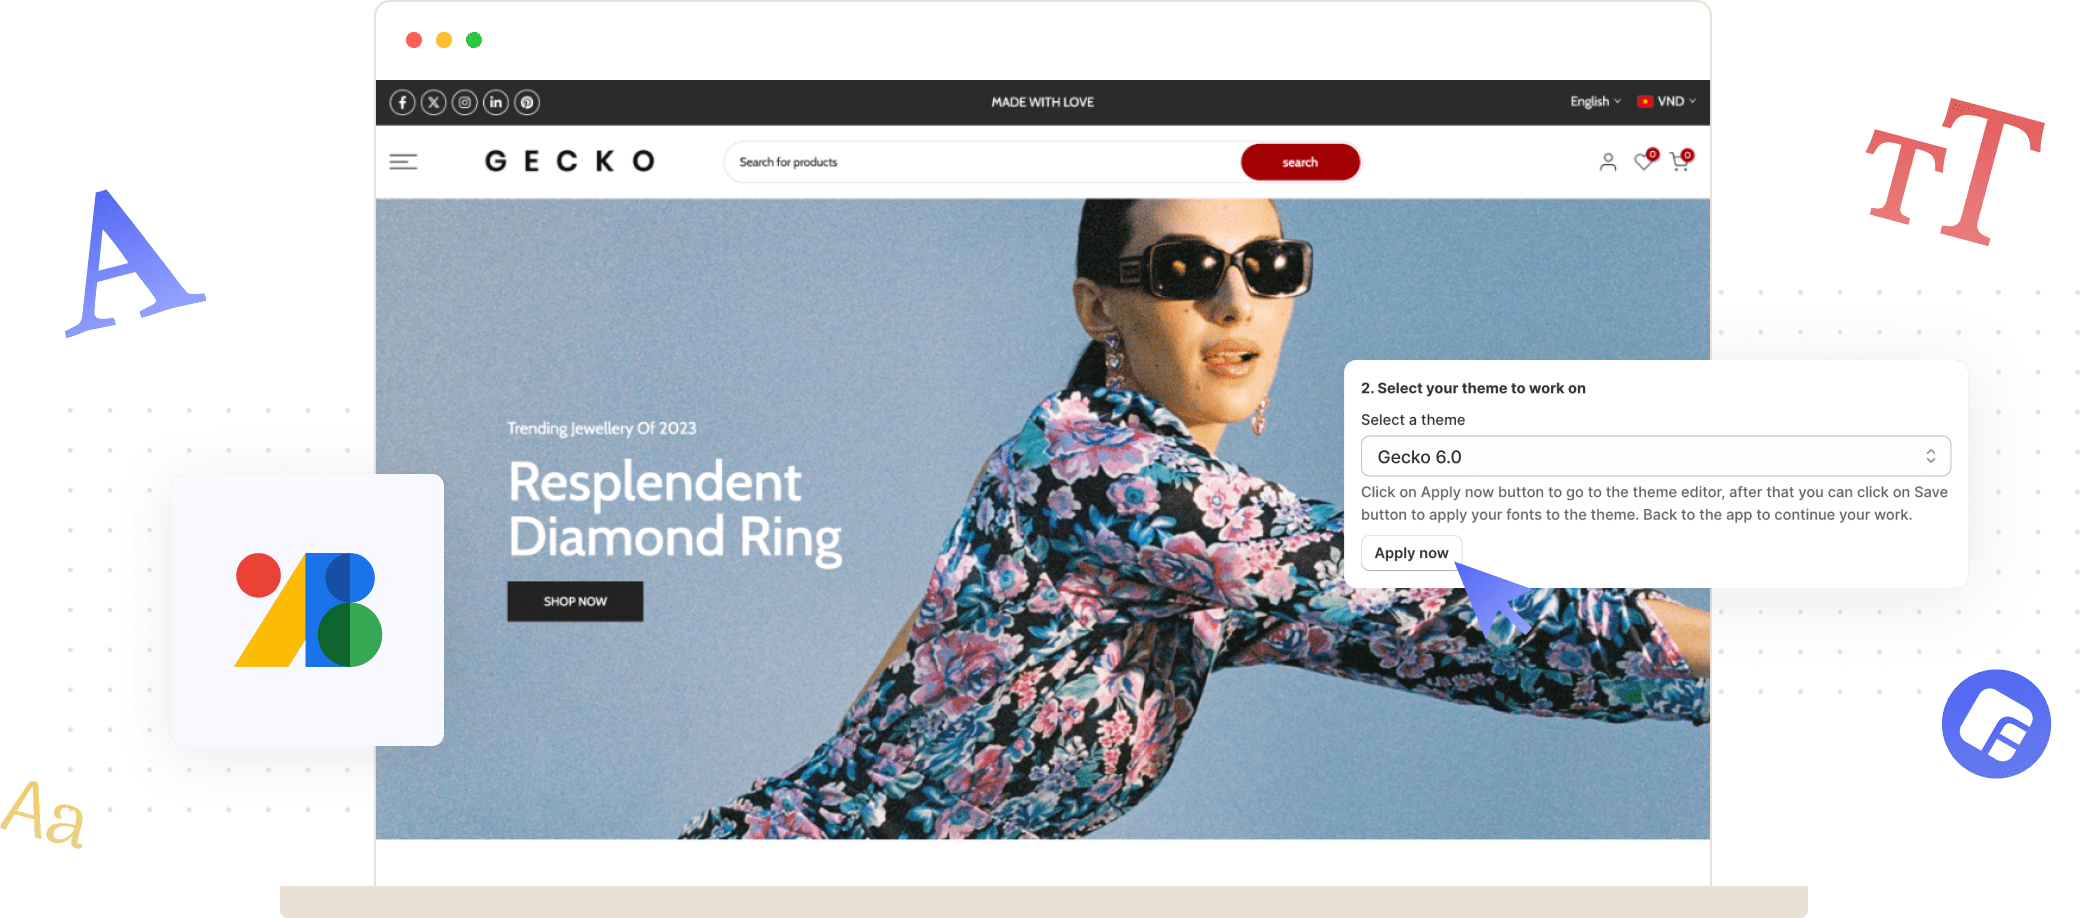 MADE WITH LOVE
English
VND
GECKO
Search for products
search
0
0
A
TT
Trending Jewellery Of 2023
Resplendent
Diamond Ring
SHOP NOW
2. Select your theme to work on
Select a theme
Gecko 6.0
Click on Apply now button to go to the theme editor, after that you can click on Save
button to apply your fonts to the theme. Back to the app to continue your work.
Apply now
Aa